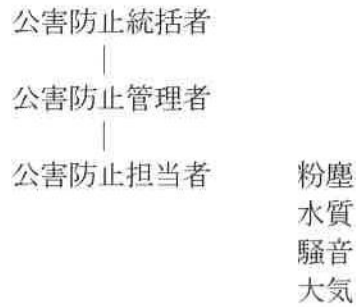 公害防止統括者
公害防止管理者
公害防止担当者 粉塵
水質
騒音
大気